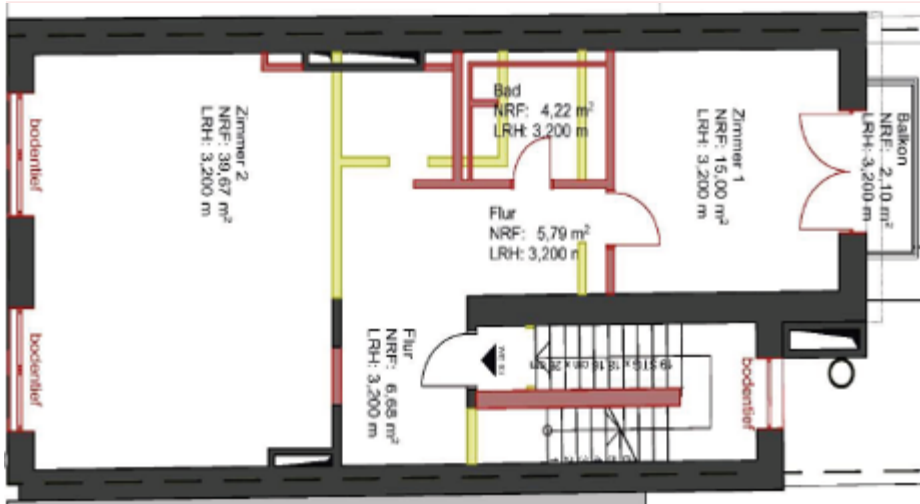 Bad
NRF: 4,22 m²
LRH: 3,200 m
Zimmer 2
NRF: 39,67 m²
LRH: 3,200 m
Zimmer 1
NRF: 15,00 m²
LRH: 3,200 m
Balkon
NRF: 2,10 m²
LRH: 3,200 m
bodentief
Flur
NRF: 5,79 m²
LRH: 3,200 m
Flur
NRF: 6,68 m²
LRH: 3,200 m
bodentief
bodentief